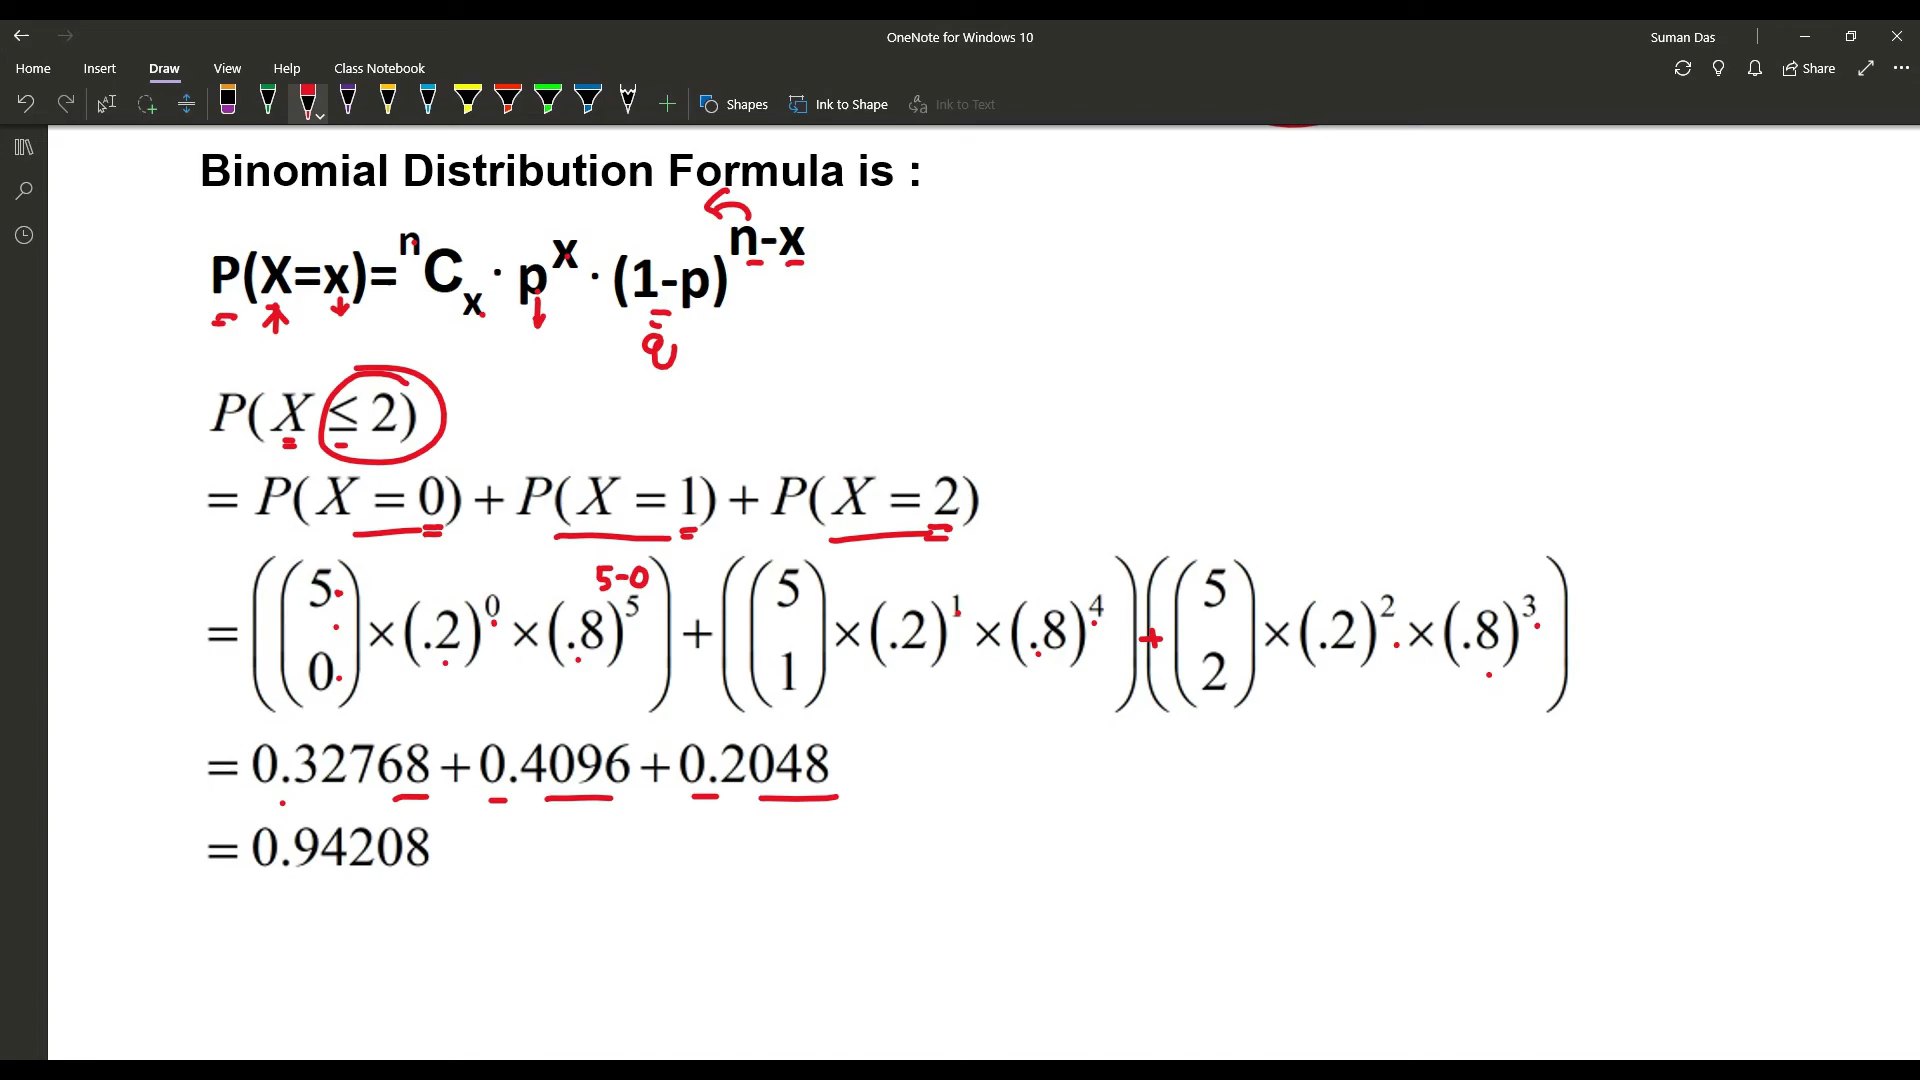 OneNote for Windows 10
Suman Das
Home Insert Draw View Help Class Notebook
Share
Shapes Ink to Shape Ink to Text
Binomial Distribution Formula is :
P(X=x)=ⁿCₓ · pˣ · (1-p)ⁿ⁻ˣ
q
P(X ≤ 2)
= P(X = 0) + P(X = 1) + P(X = 2)
5-0
= ((5 0) × (.2)⁰ × (.8)⁵) + ((5 1) × (.2)¹ × (.8)⁴) + ((5 2) × (.2)² × (.8)³)
= 0.32768 + 0.4096 + 0.2048
= 0.94208